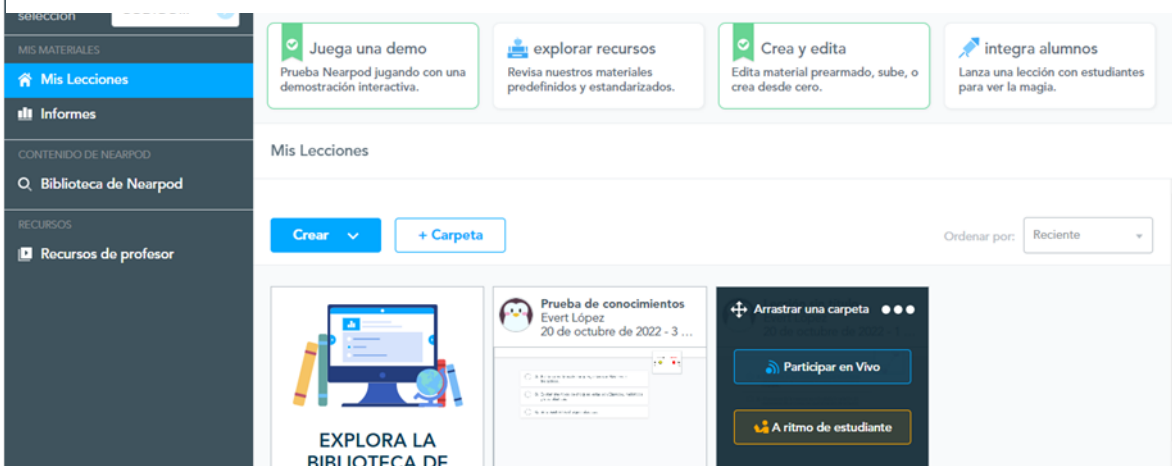 selección
MIS MATERIALES
Mis Lecciones
Informes
CONTENIDO DE NEARPOD
Biblioteca de Nearpod
RECURSOS
Recursos de profesor
Juega una demo
Prueba Nearpod jugando con una
demostración interactiva.
explorar recursos
Revisa nuestros materiales
predefinidos y estandarizados.
Crea y edita
Edita material prearmado, sube, o
crea desde cero.
integra alumnos
Lanza una lección con estudiantes
para ver la magia.
Mis Lecciones
Crear
+ Carpeta
Ordenar por:
Reciente
EXPLORA LA
BIBLIOTECA DE
Prueba de conocimientos
Evert López
20 de octubre de 2022 - 3 ...
Arrastrar una carpeta
Participar en Vivo
A ritmo de estudiante